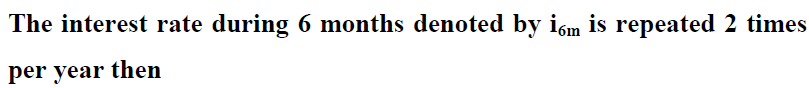 The interest rate during 6 months denoted by i₆ₘ is repeated 2 times
per year then